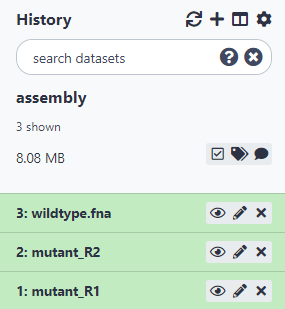 History
search datasets
assembly
3 shown
8.08 MB
3: wildtype.fna
2: mutant_R2
1: mutant_R1